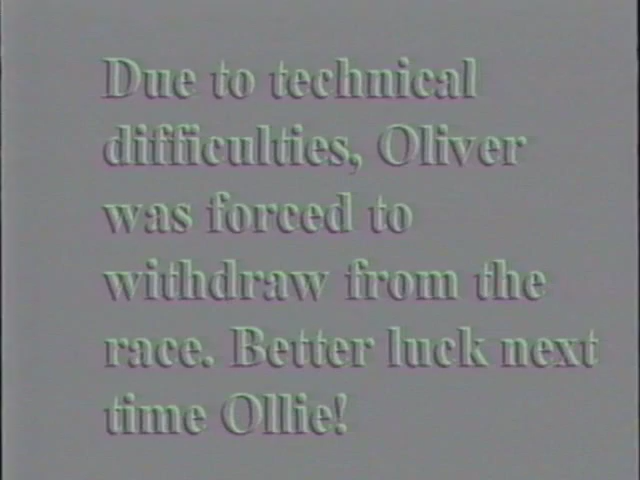 Due to technical
difficulties, Oliver
was forced to
withdraw from the
race. Better luck next
time Ollie!